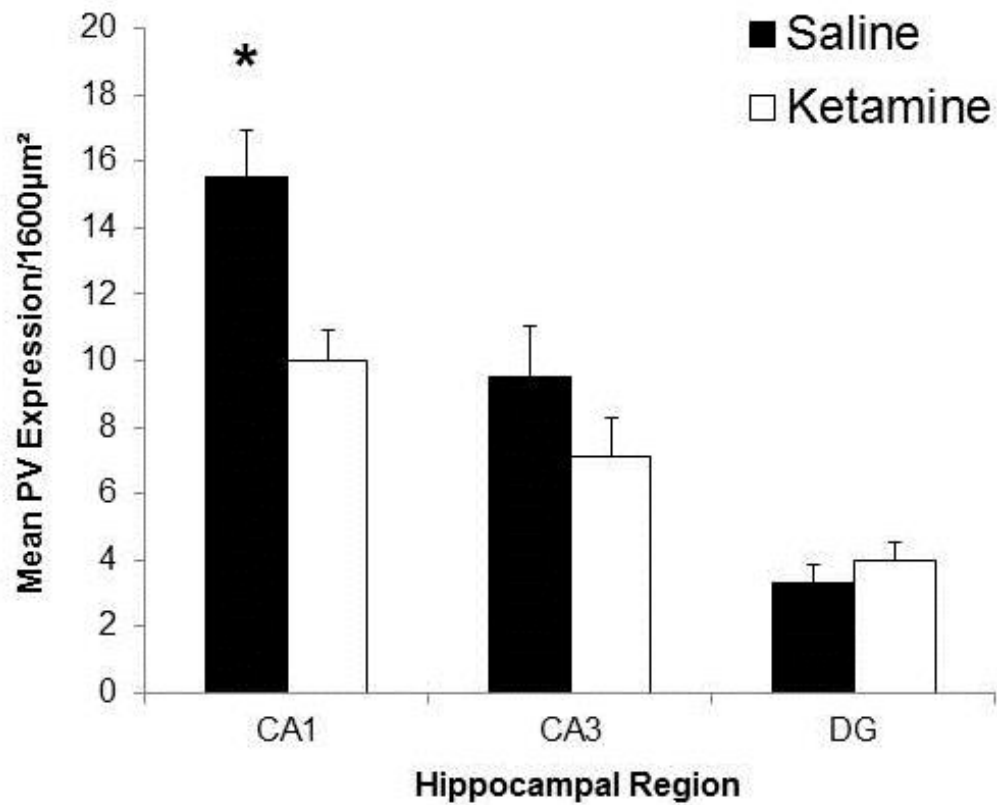 20
18
16
14
12
10
8
6
4
2
0
Mean PV Expression/1600µm²
*
Saline
Ketamine
CA1 CA3 DG
Hippocampal Region